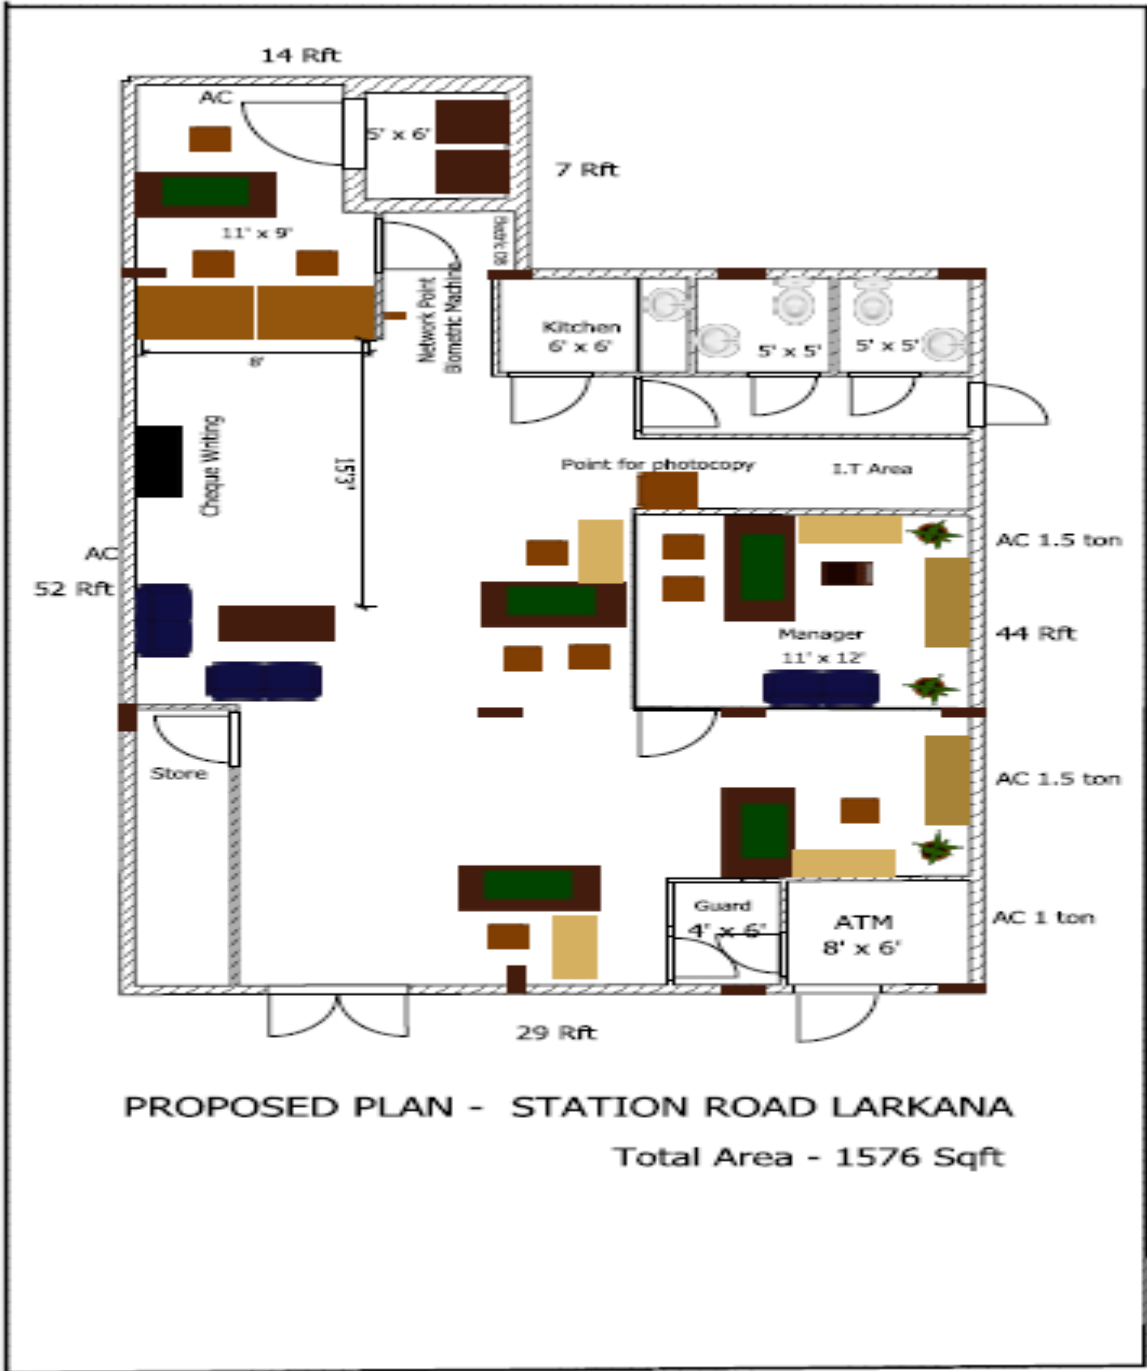 14 Rft
AC
5' x 6'
7 Rft
11' x 9'
Electric DB
Network Point
Biometric Machine
Kitchen
6' x 6'
5' x 5'
5' x 5'
8'
Cheque Writing
15'3"
Point for photocopy
I.T Area
AC
52 Rft
AC 1.5 ton
Manager
11' x 12'
44 Rft
Store
AC 1.5 ton
Guard
4' x 6'
ATM
8' x 6'
AC 1 ton
29 Rft
PROPOSED PLAN - STATION ROAD LARKANA
Total Area - 1576 Sqft